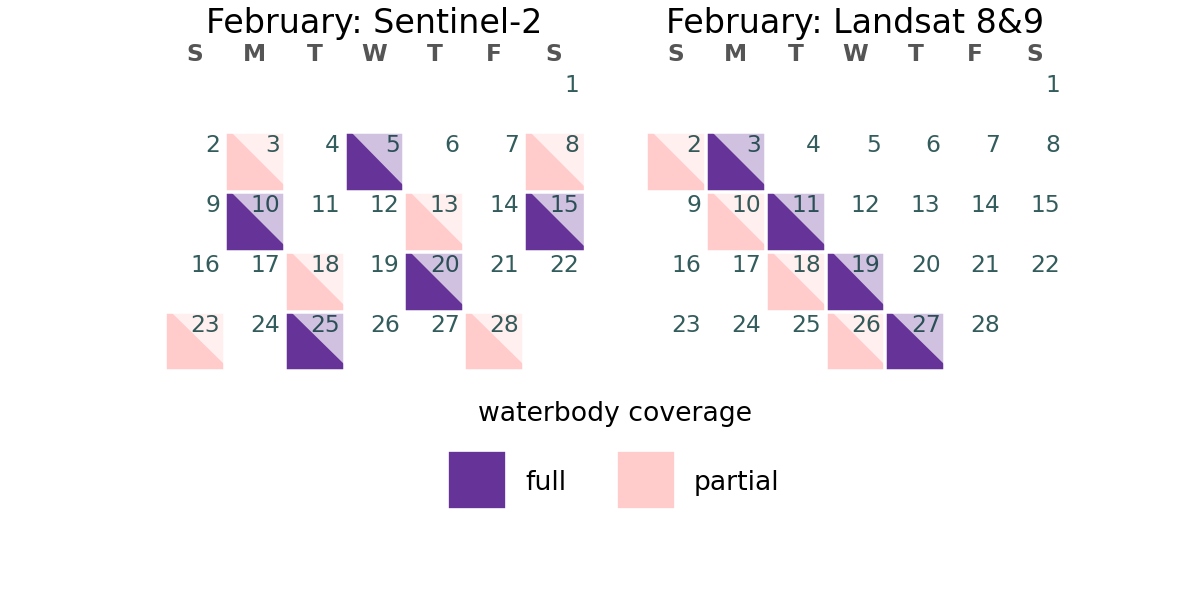 February: Sentinel-2
S M T W T F S
1
2 3 4 5 6 7 8
9 10 11 12 13 14 15
16 17 18 19 20 21 22
23 24 25 26 27 28
February: Landsat 8&9
S M T W T F S
1
2 3 4 5 6 7 8
9 10 11 12 13 14 15
16 17 18 19 20 21 22
23 24 25 26 27 28
waterbody coverage
full partial